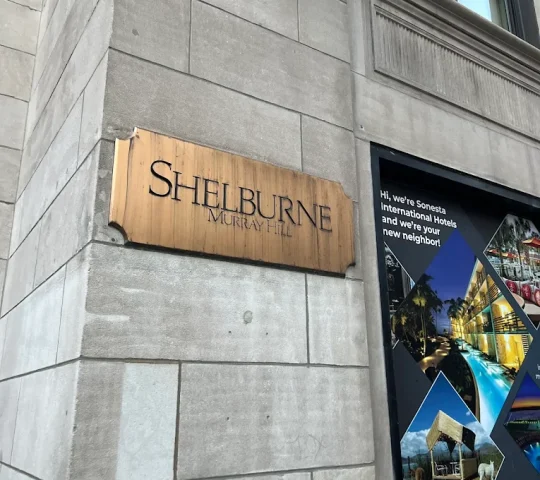 SHELBURNE
MURRAY HILL
Hi, we're Sonesta
International Hotels
and we're your
new neighbor!